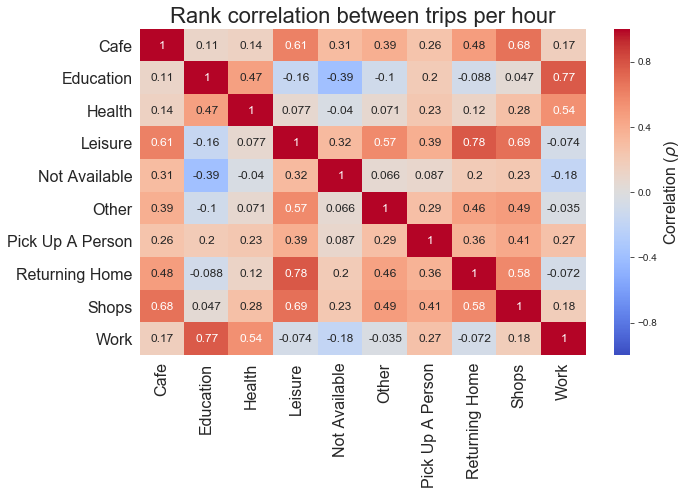 Rank correlation between trips per hour
Cafe 1 0.11 0.14 0.61 0.31 0.39 0.26 0.48 0.68 0.17
Education 0.11 1 0.47 -0.16 -0.39 -0.1 0.2 -0.088 0.047 0.77
Health 0.14 0.47 1 0.077 -0.04 0.071 0.23 0.12 0.28 0.54
Leisure 0.61 -0.16 0.077 1 0.32 0.57 0.39 0.78 0.69 -0.074
Not Available 0.31 -0.39 -0.04 0.32 1 0.066 0.087 0.2 0.23 -0.18
Other 0.39 -0.1 0.071 0.57 0.066 1 0.29 0.46 0.49 -0.035
Pick Up A Person 0.26 0.2 0.23 0.39 0.087 0.29 1 0.36 0.41 0.27
Returning Home 0.48 -0.088 0.12 0.78 0.2 0.46 0.36 1 0.58 -0.072
Shops 0.68 0.047 0.28 0.69 0.23 0.49 0.41 0.58 1 0.18
Work 0.17 0.77 0.54 -0.074 -0.18 -0.035 0.27 -0.072 0.18 1
Cafe
Education
Health
Leisure
Not Available
Other
Pick Up A Person
Returning Home
Shops
Work
0.8
0.4
0.0
−0.4
−0.8
Correlation (ρ)